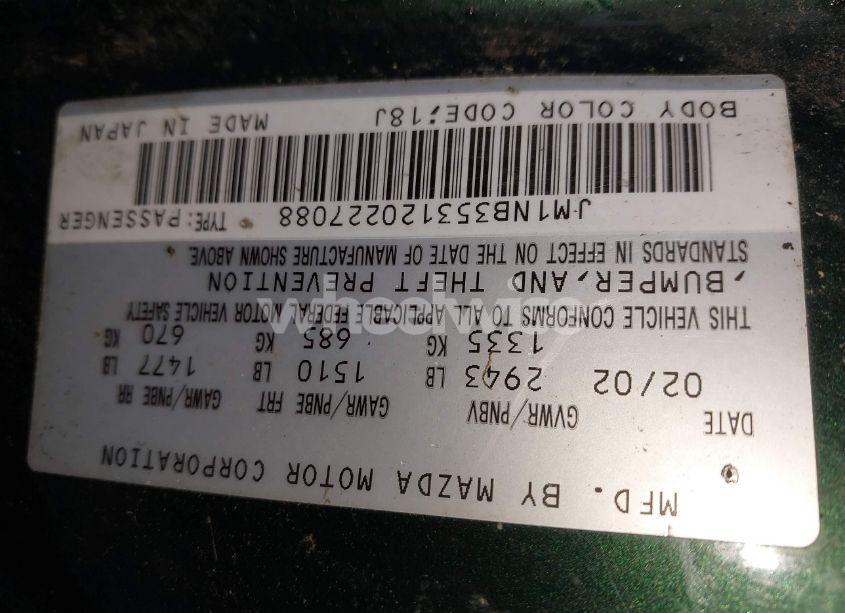 MFD. BY MAZDA MOTOR CORPORATION
DATE GVWR/PNBV GAWR/PNBE FRT GAWR/PNBE RR
02/02 2943 LB 1510 LB 1477 LB
1335 KG 685 KG 670 KG
THIS VEHICLE CONFORMS TO ALL APPLICABLE FEDERAL MOTOR VEHICLE SAFETY
, BUMPER, AND THEFT PREVENTION
STANDARDS IN EFFECT ON THE DATE OF MANUFACTURE SHOWN ABOVE.
JM1NB353120227088 TYPE: PASSENGER
BODY COLOR CODE: 18J MADE IN JAPAN
wheelwise